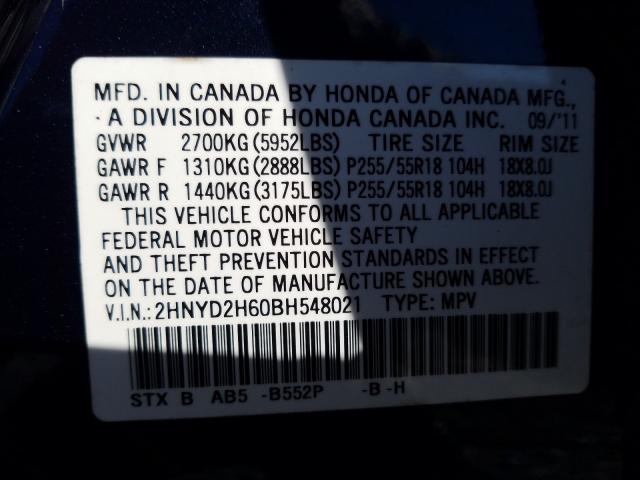 MFD. IN CANADA BY HONDA OF CANADA MFG.,
A DIVISION OF HONDA CANADA INC. 09/'11
GVWR 2700KG(5952LBS) TIRE SIZE RIM SIZE
GAWR F 1310KG(2888LBS)P255/55R18 104H 18X8.0J
GAWR R 1440KG(3175LBS)P255/55R18 104H 18X8.0J
THIS VEHICLE CONFORMS TO ALL APPLICABLE
FEDERAL MOTOR VEHICLE SAFETY
AND THEFT PREVENTION STANDARDS IN EFFECT
ON THE DATE OF MANUFACTURE SHOWN ABOVE.
V.I.N.:2HNYD2H60BH548021 TYPE: MPV
STX B AB5 -B552P -B -H